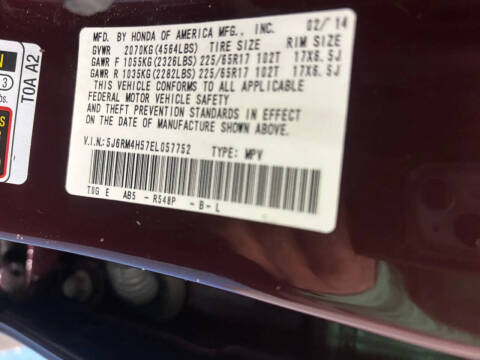 MFD. BY HONDA OF AMERICA MFG., INC. 02/14
GVWR 2070KG(4564LBS) TIRE SIZE RIM SIZE
GAWR F 1055KG(2326LBS) 225/65R17 102T 17X6.5J
GAWR R 1035KG(2282LBS) 225/65R17 102T 17X6.5J
THIS VEHICLE CONFORMS TO ALL APPLICABLE
FEDERAL MOTOR VEHICLE SAFETY
AND THEFT PREVENTION STANDARDS IN EFFECT
ON THE DATE OF MANUFACTURE SHOWN ABOVE.
V.I.N.:5J6RM4H57EL057752 TYPE: MPV
T0G E AB5 - R548P -B-L
T0A A2
3
bs.